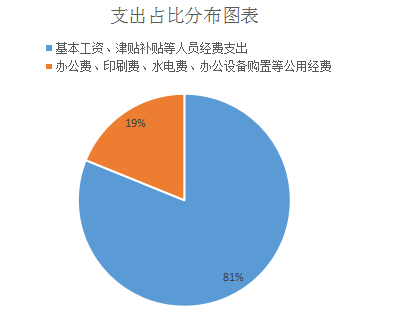 支出占比分布图表
基本工资、津贴补贴等人员经费支出
办公费、印刷费、水电费、办公设备购置等公用经费
19%
81%